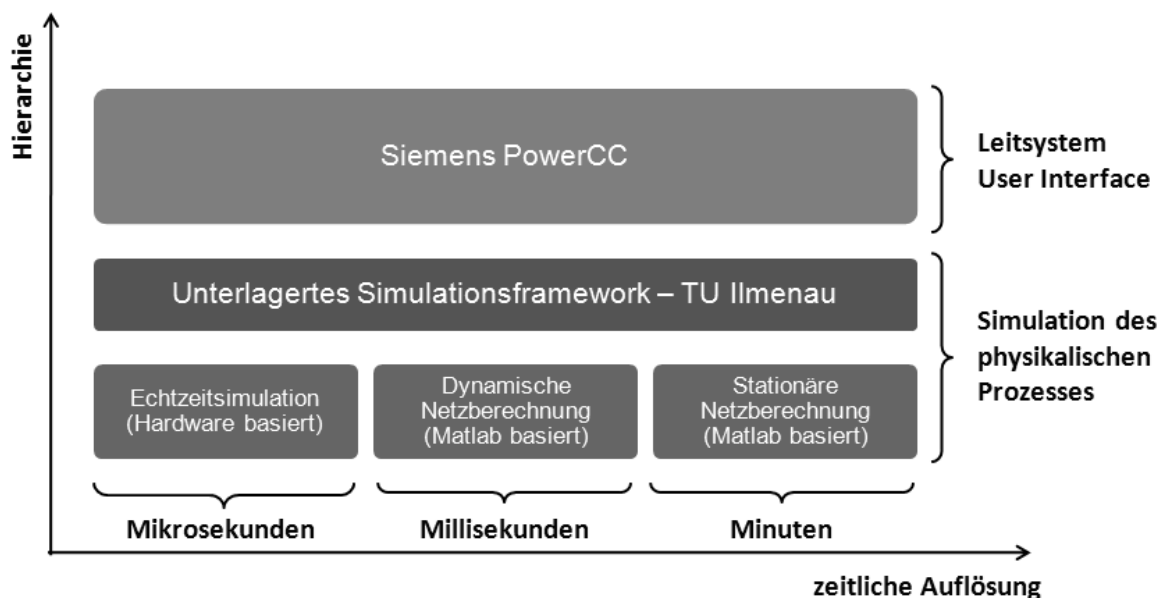 Hierarchie
Siemens PowerCC
Leitsystem
User Interface
Unterlagertes Simulationsframework – TU Ilmenau
Simulation des
physikalischen
Prozesses
Echtzeitsimulation
(Hardware basiert)
Dynamische
Netzberechnung
(Matlab basiert)
Stationäre
Netzberechnung
(Matlab basiert)
Mikrosekunden
Millisekunden
Minuten
zeitliche Auflösung